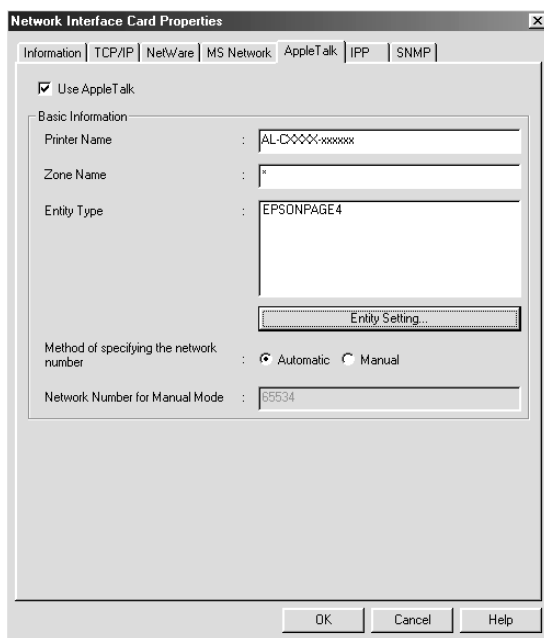 Network Interface Card Properties
Information TCP/IP NetWare MS Network AppleTalk IPP SNMP
Use AppleTalk
Basic Information
Printer Name : AL-CXXXX-xxxxxx
Zone Name : *
Entity Type : EPSONPAGE4
Entity Setting...
Method of specifying the network
number : Automatic Manual
Network Number for Manual Mode : 65534
OK Cancel Help